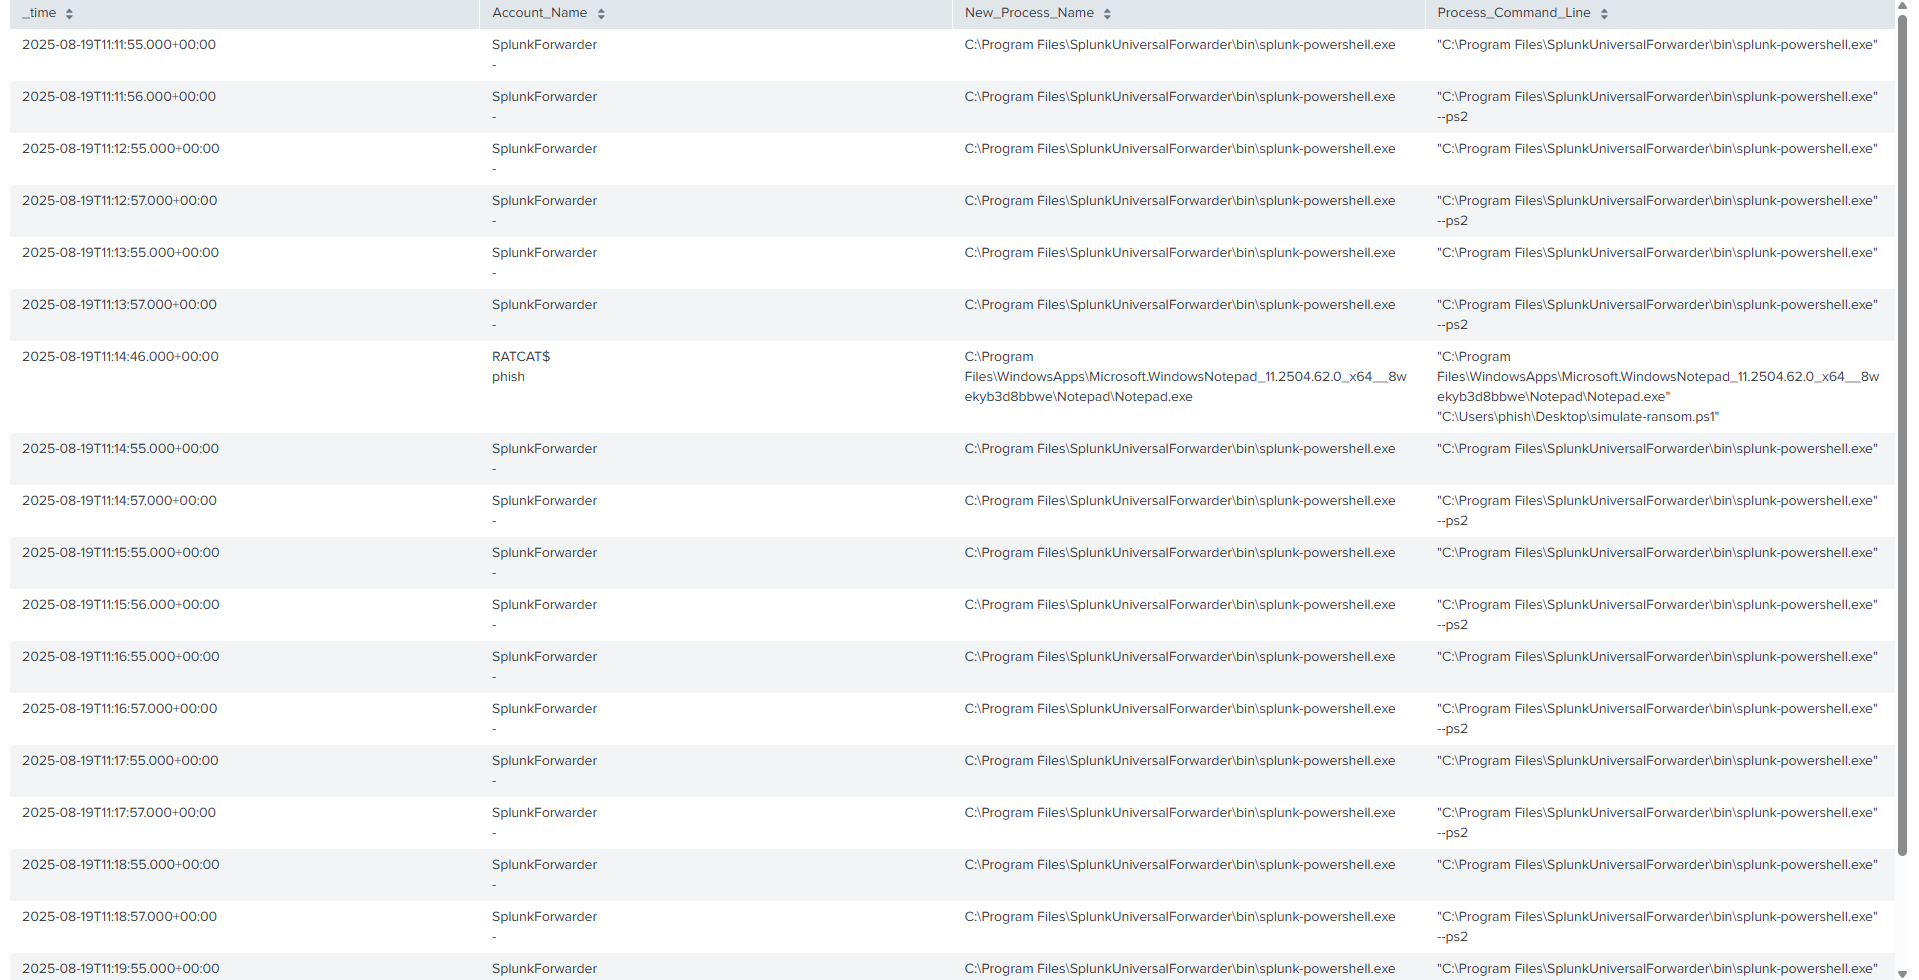 _time Account_Name New_Process_Name Process_Command_Line
2025-08-19T11:11:55.000+00:00 SplunkForwarder C:\Program Files\SplunkUniversalForwarder\bin\splunk-powershell.exe "C:\Program Files\SplunkUniversalForwarder\bin\splunk-powershell.exe"
-
2025-08-19T11:11:56.000+00:00 SplunkForwarder C:\Program Files\SplunkUniversalForwarder\bin\splunk-powershell.exe "C:\Program Files\SplunkUniversalForwarder\bin\splunk-powershell.exe"
- --ps2
2025-08-19T11:12:55.000+00:00 SplunkForwarder C:\Program Files\SplunkUniversalForwarder\bin\splunk-powershell.exe "C:\Program Files\SplunkUniversalForwarder\bin\splunk-powershell.exe"
-
2025-08-19T11:12:57.000+00:00 SplunkForwarder C:\Program Files\SplunkUniversalForwarder\bin\splunk-powershell.exe "C:\Program Files\SplunkUniversalForwarder\bin\splunk-powershell.exe"
- --ps2
2025-08-19T11:13:55.000+00:00 SplunkForwarder C:\Program Files\SplunkUniversalForwarder\bin\splunk-powershell.exe "C:\Program Files\SplunkUniversalForwarder\bin\splunk-powershell.exe"
-
2025-08-19T11:13:57.000+00:00 SplunkForwarder C:\Program Files\SplunkUniversalForwarder\bin\splunk-powershell.exe "C:\Program Files\SplunkUniversalForwarder\bin\splunk-powershell.exe"
- --ps2
2025-08-19T11:14:46.000+00:00 RATCAT$ C:\Program "C:\Program
phish Files\WindowsApps\Microsoft.WindowsNotepad_11.2504.62.0_x64__8w Files\WindowsApps\Microsoft.WindowsNotepad_11.2504.62.0_x64__8w
ekyb3d8bbwe\Notepad\Notepad.exe ekyb3d8bbwe\Notepad\Notepad.exe"
"C:\Users\phish\Desktop\simulate-ransom.ps1"
2025-08-19T11:14:55.000+00:00 SplunkForwarder C:\Program Files\SplunkUniversalForwarder\bin\splunk-powershell.exe "C:\Program Files\SplunkUniversalForwarder\bin\splunk-powershell.exe"
-
2025-08-19T11:14:57.000+00:00 SplunkForwarder C:\Program Files\SplunkUniversalForwarder\bin\splunk-powershell.exe "C:\Program Files\SplunkUniversalForwarder\bin\splunk-powershell.exe"
- --ps2
2025-08-19T11:15:55.000+00:00 SplunkForwarder C:\Program Files\SplunkUniversalForwarder\bin\splunk-powershell.exe "C:\Program Files\SplunkUniversalForwarder\bin\splunk-powershell.exe"
-
2025-08-19T11:15:56.000+00:00 SplunkForwarder C:\Program Files\SplunkUniversalForwarder\bin\splunk-powershell.exe "C:\Program Files\SplunkUniversalForwarder\bin\splunk-powershell.exe"
- --ps2
2025-08-19T11:16:55.000+00:00 SplunkForwarder C:\Program Files\SplunkUniversalForwarder\bin\splunk-powershell.exe "C:\Program Files\SplunkUniversalForwarder\bin\splunk-powershell.exe"
-
2025-08-19T11:16:57.000+00:00 SplunkForwarder C:\Program Files\SplunkUniversalForwarder\bin\splunk-powershell.exe "C:\Program Files\SplunkUniversalForwarder\bin\splunk-powershell.exe"
- --ps2
2025-08-19T11:17:55.000+00:00 SplunkForwarder C:\Program Files\SplunkUniversalForwarder\bin\splunk-powershell.exe "C:\Program Files\SplunkUniversalForwarder\bin\splunk-powershell.exe"
-
2025-08-19T11:17:57.000+00:00 SplunkForwarder C:\Program Files\SplunkUniversalForwarder\bin\splunk-powershell.exe "C:\Program Files\SplunkUniversalForwarder\bin\splunk-powershell.exe"
- --ps2
2025-08-19T11:18:55.000+00:00 SplunkForwarder C:\Program Files\SplunkUniversalForwarder\bin\splunk-powershell.exe "C:\Program Files\SplunkUniversalForwarder\bin\splunk-powershell.exe"
-
2025-08-19T11:18:57.000+00:00 SplunkForwarder C:\Program Files\SplunkUniversalForwarder\bin\splunk-powershell.exe "C:\Program Files\SplunkUniversalForwarder\bin\splunk-powershell.exe"
- --ps2
2025-08-19T11:19:55.000+00:00 SplunkForwarder C:\Program Files\SplunkUniversalForwarder\bin\splunk-powershell.exe "C:\Program Files\SplunkUniversalForwarder\bin\splunk-powershell.exe"